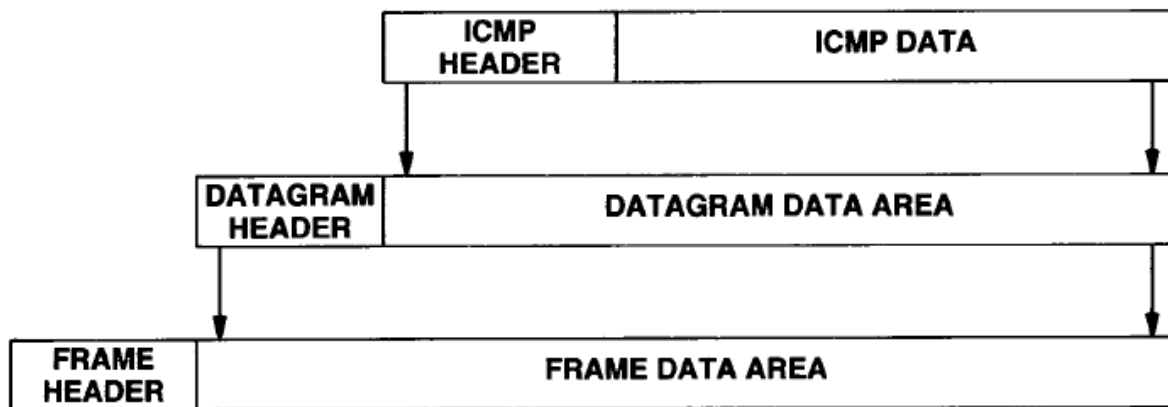 ICMP
HEADER
ICMP DATA
DATAGRAM
HEADER
DATAGRAM DATA AREA
FRAME
HEADER
FRAME DATA AREA